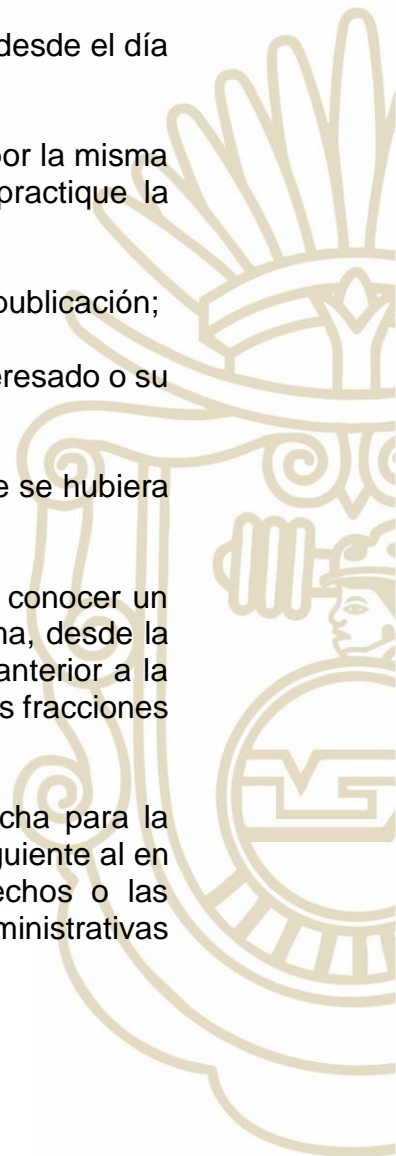 desde el día
por la misma
practique la
publicación;
eresado o su
e se hubiera
conocer un
na, desde la
anterior a la
s fracciones
cha para la
guiente al en
echos o las
ministrativas